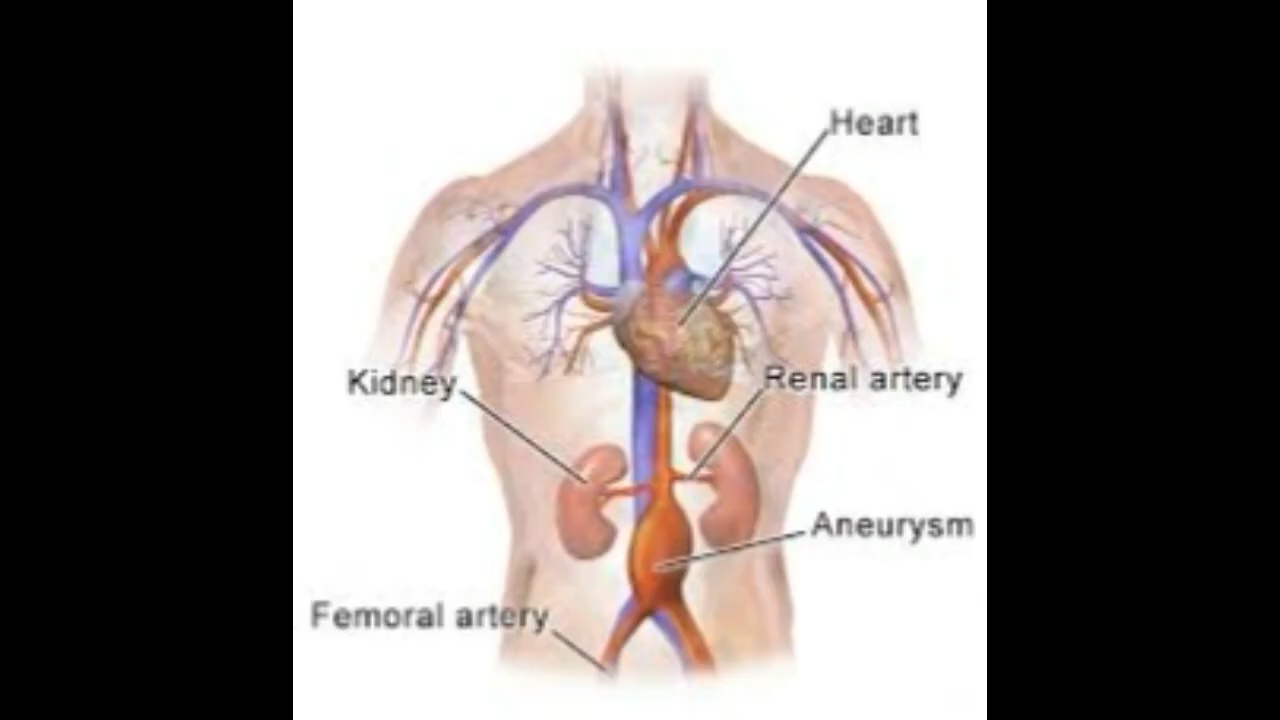 Heart
Kidney
Renal artery
Aneurysm
Femoral artery